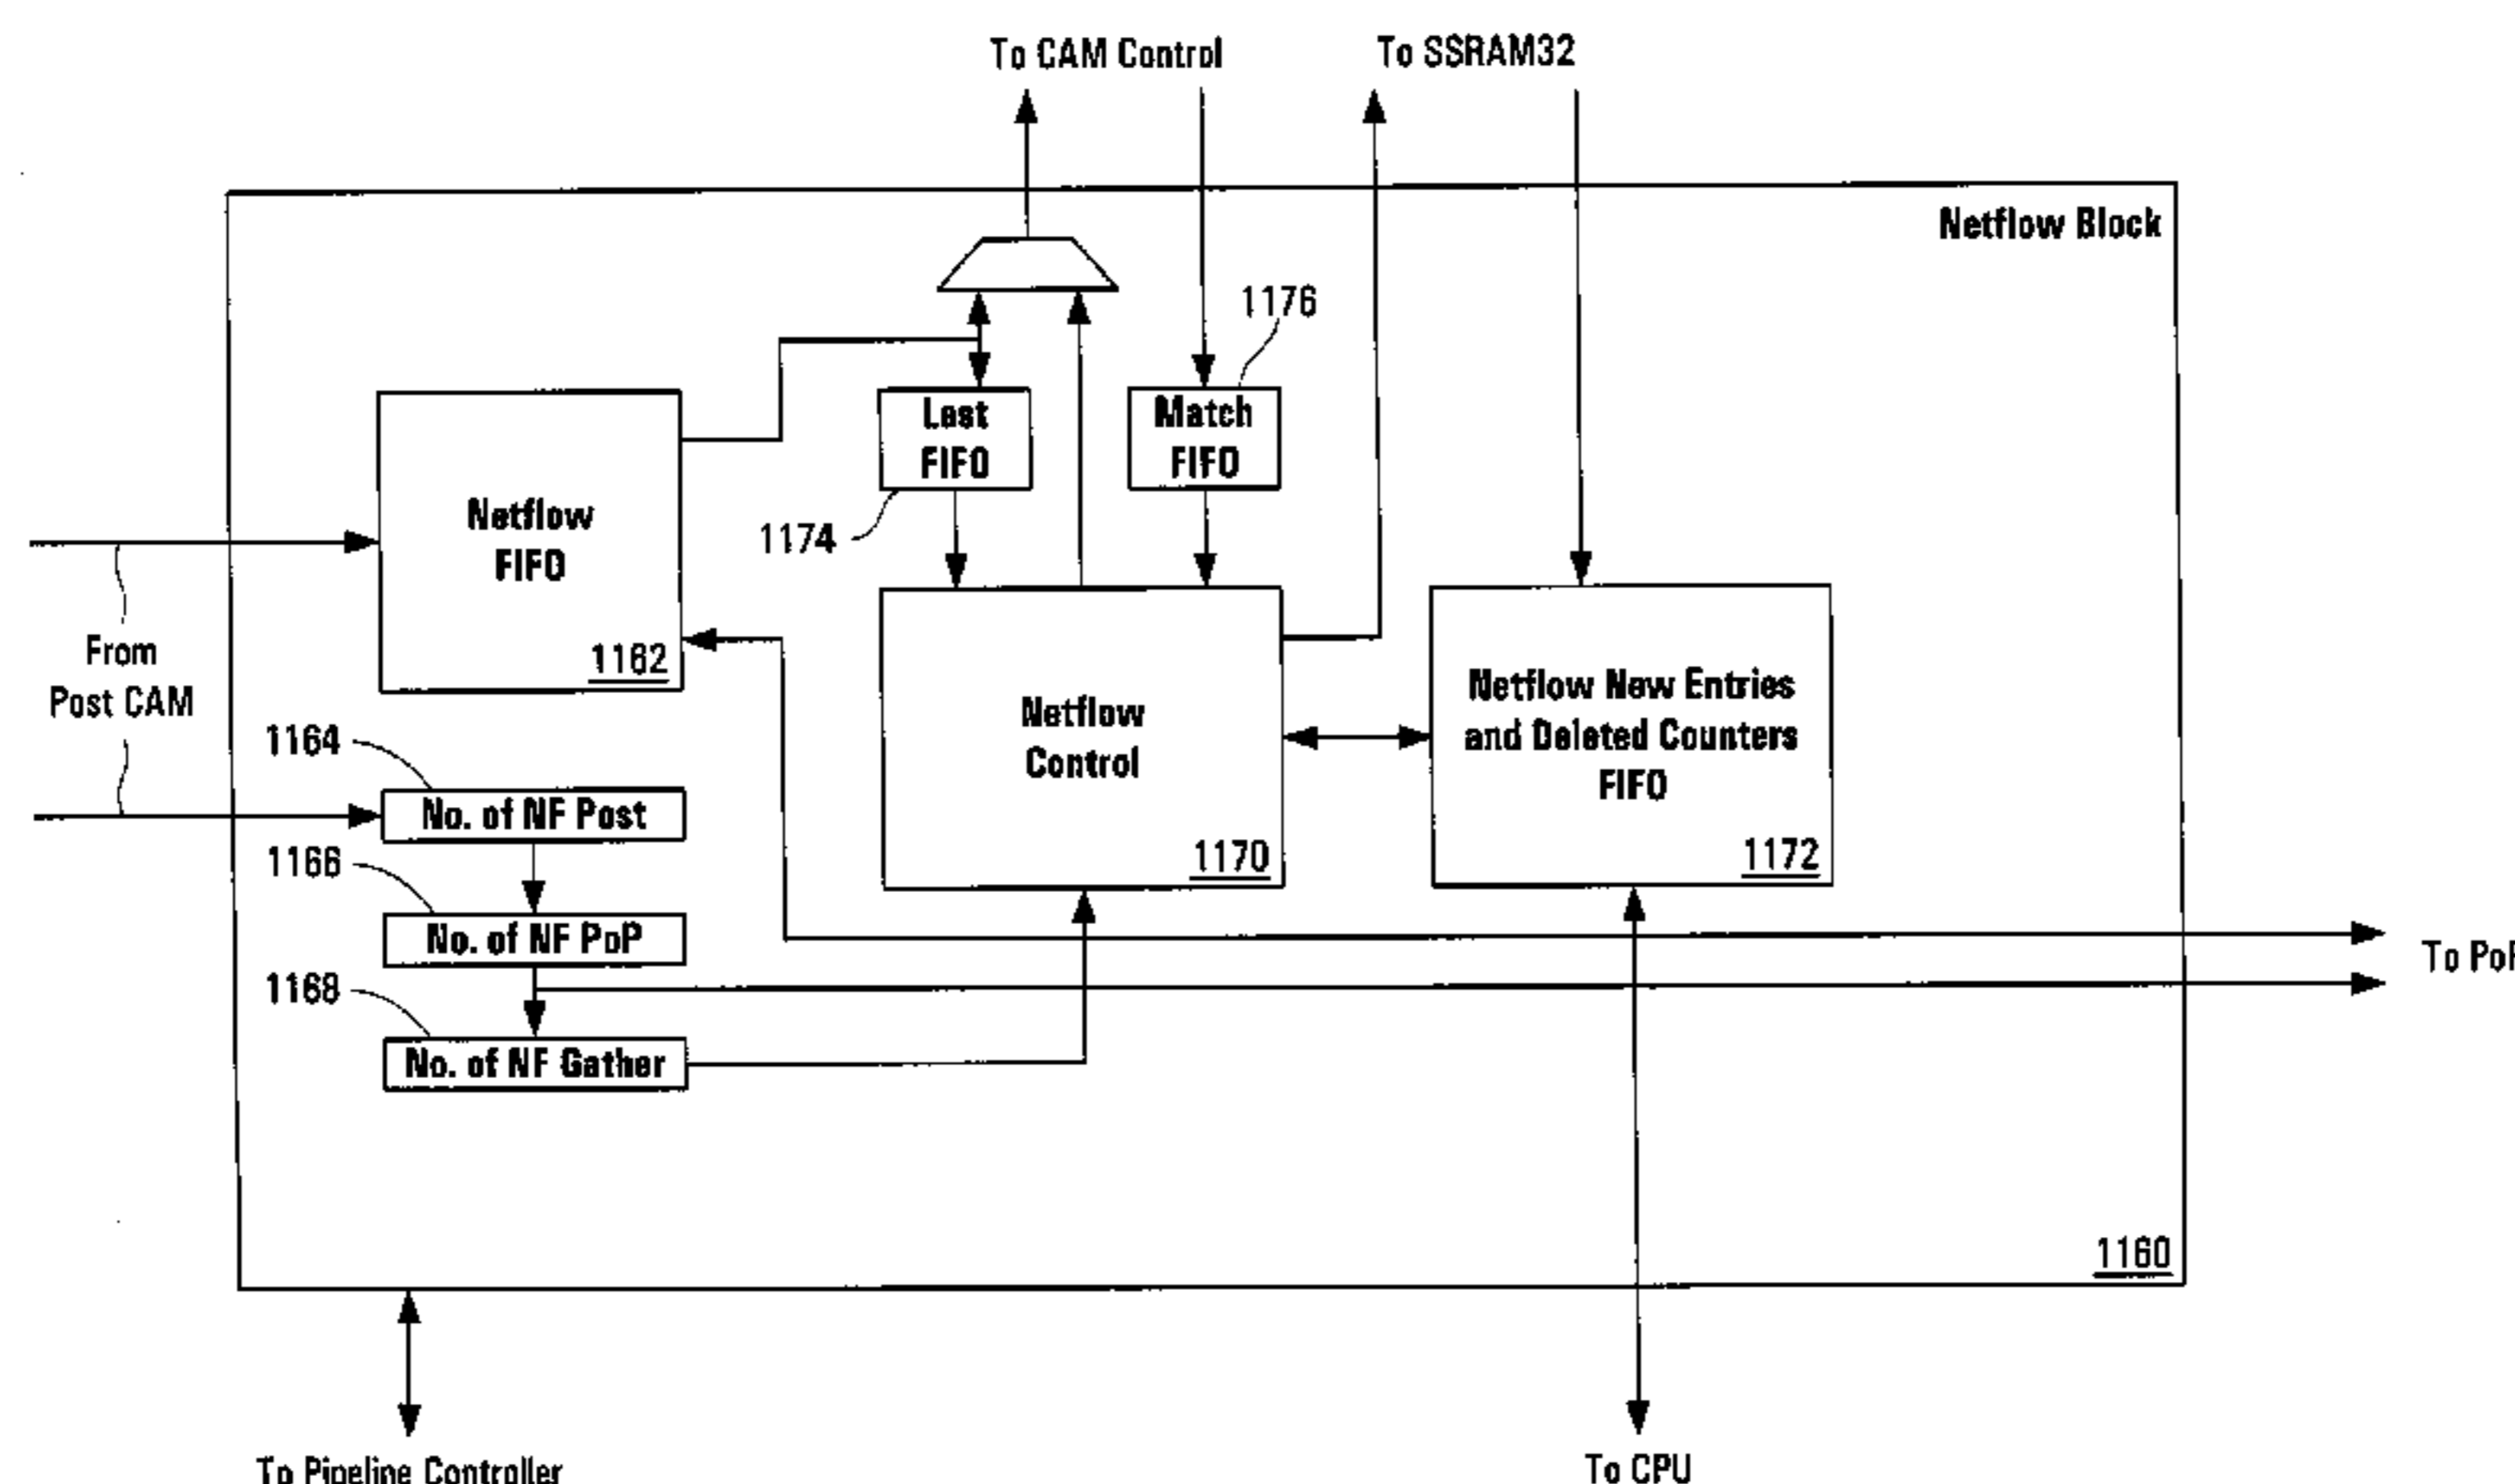 To CAM Control
To SSRAM32
Netflow Block
1176
Last
FIFO
Match
FIFO
1174
Netflow
FIFO
1162
From
Post CAM
Netflow
Control
1170
Netflow New Entries
and Deleted Counters
FIFO
1172
1164
No. of NF Post
1166
No. of NF PoP
1168
No. of NF Gather
To PoP
1160
To Pipeline Controller
To CPU